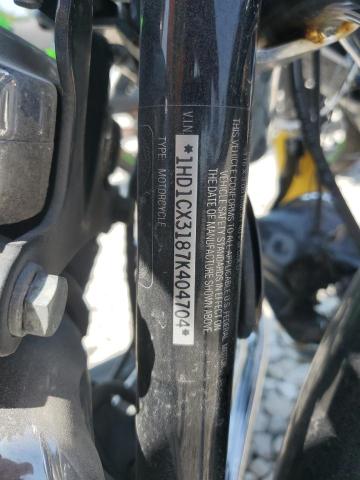 THIS VEHICLE CONFORMS TO ALL APPLICABLE U.S. FEDERAL MOTOR
VEHICLE SAFETY STANDARDS IN EFFECT ON
THE DATE OF MANUFACTURE SHOWN ABOVE
V.I.N.
*1HD1CX3187K404704*
TYPE: MOTORCYCLE